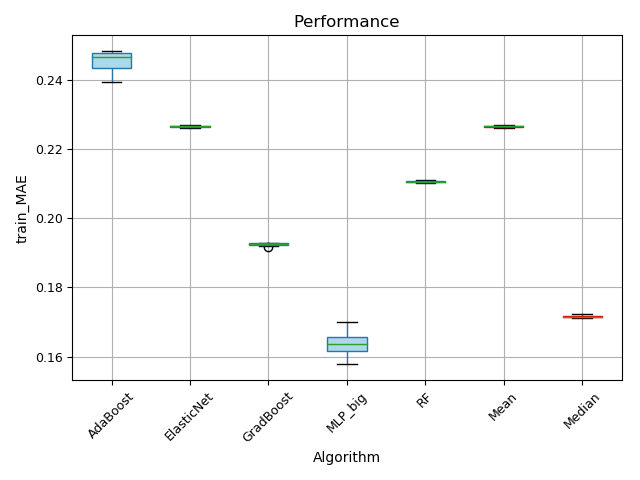 Performance
train_MAE
0.24
0.22
0.20
0.18
0.16
AdaBoost
ElasticNet
GradBoost
MLP_big
RF
Mean
Median
Algorithm